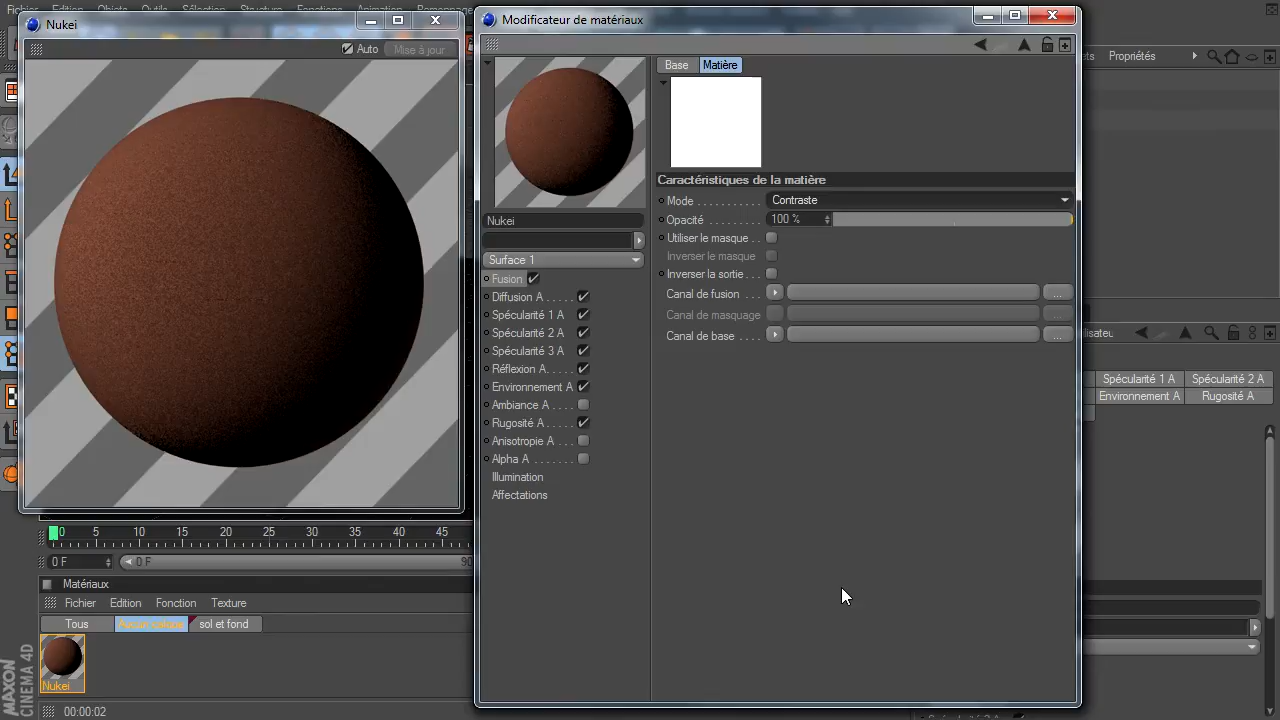 Nukei
Auto
Mise à jour
Modificateur de matériaux
Base
Matière
Caractéristiques de la matière
Mode . . . . . . . . . . . Contraste
Opacité . . . . . . . . 100 %
Utiliser le masque . .
Inverser le masque
Inverser la sortie . . .
Canal de fusion . . . . ...
Canal de masquage ...
Canal de base . . . . ...
Nukei
Surface 1
Fusion
Diffusion A . . . . .
Spécularité 1 A
Spécularité 2 A
Spécularité 3 A
Réflexion A. . . . .
Environnement A
Ambiance A . . . .
Rugosité A . . . .
Anisotropie A . . .
Alpha A . . . . . . .
Illumination
Affectations
Propriétés
Spécularité 1 A
Spécularité 2 A
Environnement A
Rugosité A
0 5 10 15 20 25 30 35 40 45
0 F
0 F
Matériaux
Fichier Edition Fonction Texture
Tous
sol et fond
Nukei
MAXON
CINEMA 4D
00:00:02